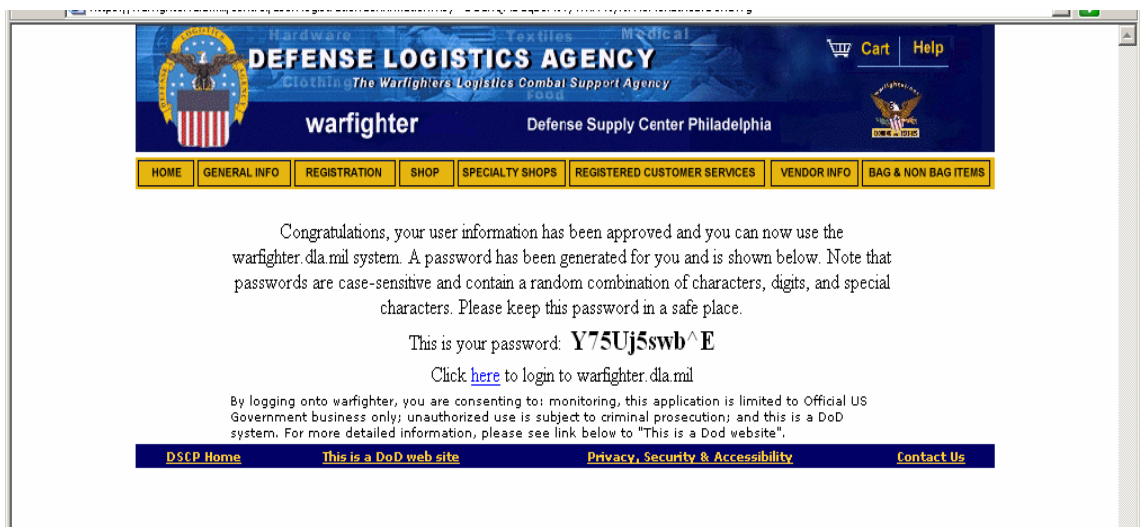 Hardware Textiles Medical
DEFENSE LOGISTICS AGENCY
Clothing The Warfighters Logistics Combat Support Agency
Food
Cart Help
warfighter Defense Supply Center Philadelphia
HOME GENERAL INFO REGISTRATION SHOP SPECIALTY SHOPS REGISTERED CUSTOMER SERVICES VENDOR INFO BAG & NON BAG ITEMS
Congratulations, your user information has been approved and you can now use the
warfighter.dla.mil system. A password has been generated for you and is shown below. Note that
passwords are case-sensitive and contain a random combination of characters, digits, and special
characters. Please keep this password in a safe place.
This is your password: Y75Uj5swb^E
Click here to login to warfighter.dla.mil
By logging onto warfighter, you are consenting to: monitoring, this application is limited to Official US
Government business only; unauthorized use is subject to criminal prosecution; and this is a DoD
system. For more detailed information, please see link below to "This is a Dod website".
DSCP Home This is a DoD web site Privacy, Security & Accessibility Contact Us